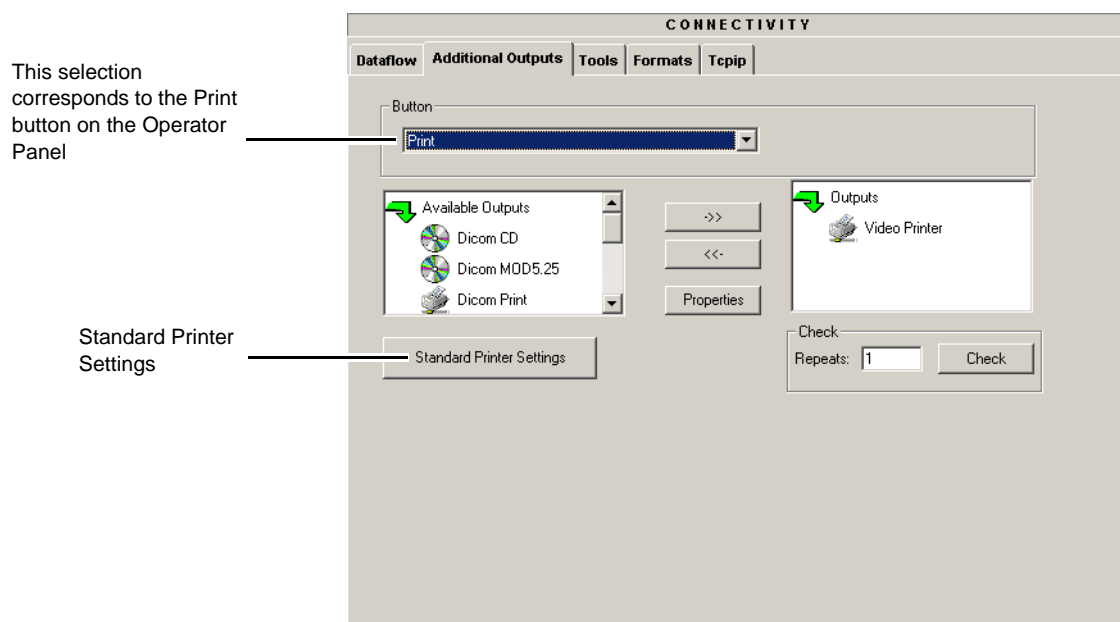 CONNECTIVITY
Dataflow Additional Outputs Tools Formats Tcpip
This selection
corresponds to the Print
button on the Operator
Panel
Button
Print
Available Outputs
Dicom CD
Dicom MOD5.25
Dicom Print
->>
<<-
Properties
Outputs
Video Printer
Standard Printer
Settings
Standard Printer Settings
Check
Repeats: 1 Check